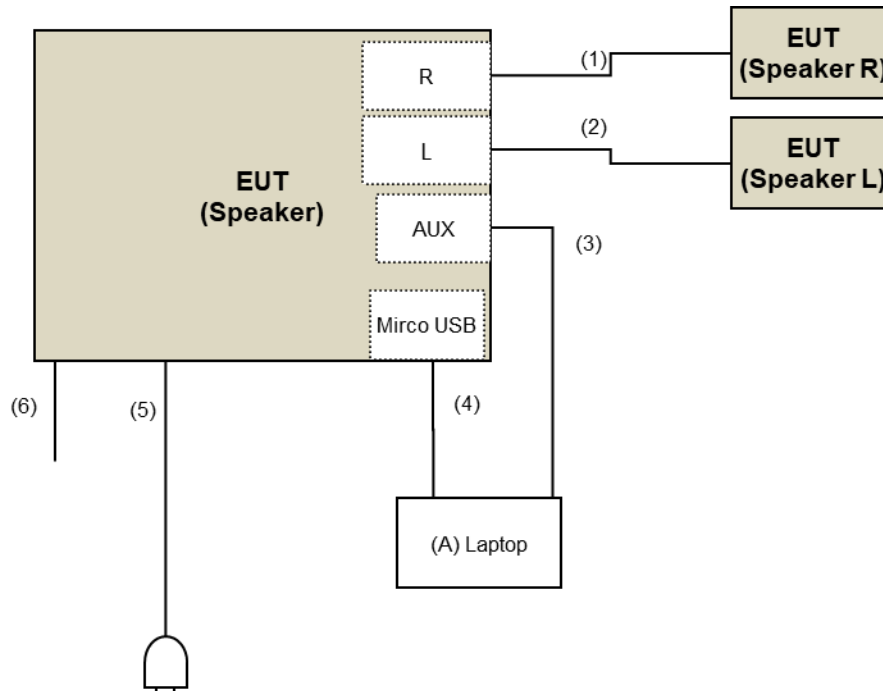 EUT
(Speaker)
R
L
AUX
Mirco USB
(1)
(2)
(3)
(4)
(5)
(6)
EUT
(Speaker R)
EUT
(Speaker L)
(A) Laptop